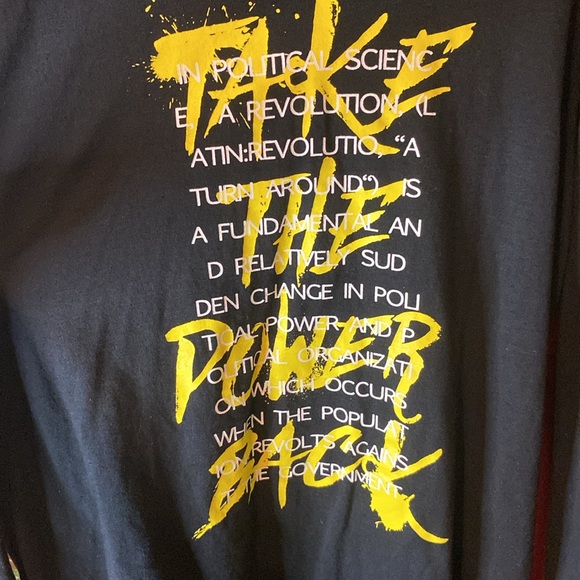 TAKE
THE
POWER
BACK
IN POLITICAL SCIENC
E, A REVOLUTION, (L
ATIN:REVOLUTIO, “A
TURN AROUND“) IS
A FUNDAMENTAL AN
D RELATIVELY SUD
DEN CHANGE IN POLI
TICAL POWER AND P
OLITICAL ORGANIZATI
ON WHICH OCCURS
WHEN THE POPULAT
ION REVOLTS AGAINS
T THE GOVERNMENT